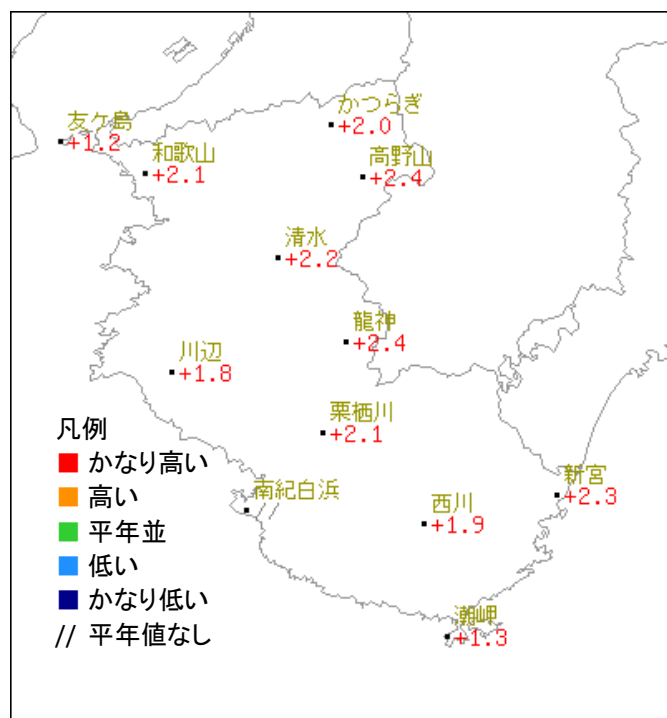 かつらぎ
+2.0
友ケ島
+1.2
和歌山
+2.1
高野山
+2.4
清水
+2.2
龍神
+2.4
川辺
+1.8
栗栖川
+2.1
南紀白浜
//
西川
+1.9
新宮
+2.3
潮岬
+1.3
凡例
かなり高い
高い
平年並
低い
かなり低い
// 平年値なし